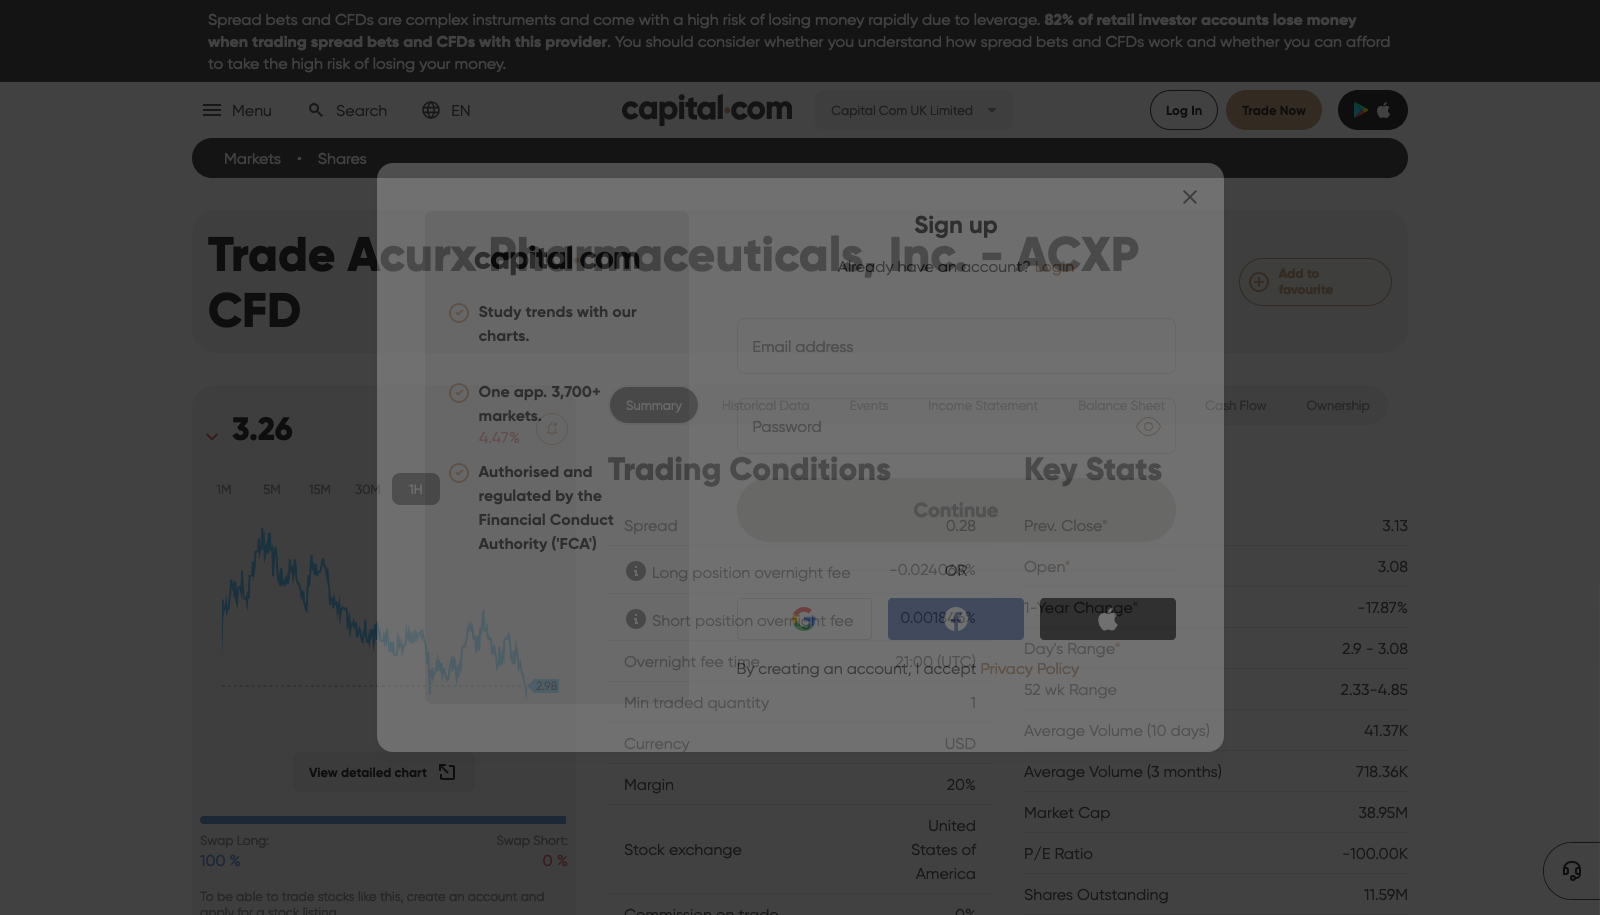 Spread bets and CFDs are complex instruments and come with a high risk of losing money rapidly due to leverage. 82% of retail investor accounts lose money
when trading spread bets and CFDs with this provider. You should consider whether you understand how spread bets and CFDs work and whether you can afford
to take the high risk of losing your money.
Menu
Search
EN
capital.com
Capital Com UK Limited
Log In
Trade Now
Markets • Shares
Trade Acurx Pharmaceuticals, Inc. - ACXP
CFD
Add to
favourite
capital.com
Study trends with our
charts.
One app. 3,700+
markets.
Authorised and
regulated by the
Financial Conduct
Authority ('FCA')
Sign up
Already have an account? Login
Email address
Password
Continue
OR
By creating an account, I accept Privacy Policy
3.26
4.47%
1M
5M
15M
30M
1H
2.98
View detailed chart
Swap Long:
Swap Short:
100 %
0 %
To be able to trade stocks like this, create an account and
apply for a stock listing
Summary
Historical Data
Events
Income Statement
Balance Sheet
Cash Flow
Ownership
Trading Conditions
Spread 0.28
Long position overnight fee
Short position overnight fee
Overnight fee time 21:00 (UTC)
Min traded quantity 1
Currency USD
Margin 20%
Stock exchange United
States of
America
Commission on trade 0%
Key Stats
Prev. Close* 3.13
Open* 3.08
1-Year Change* -17.87%
Day's Range* 2.9 - 3.08
52 wk Range 2.33-4.85
Average Volume (10 days) 41.37K
Average Volume (3 months) 718.36K
Market Cap 38.95M
P/E Ratio -100.00K
Shares Outstanding 11.59M